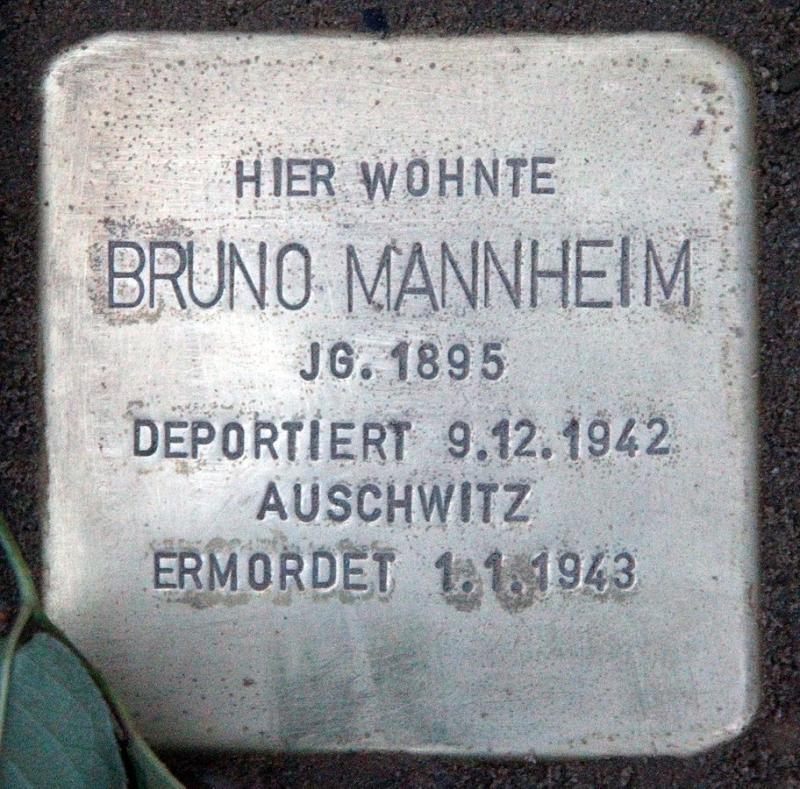 HIER WOHNTE
BRUNO MANNHEIM
JG. 1895
DEPORTIERT 9.12.1942
AUSCHWITZ
ERMORDET 1.1.1943